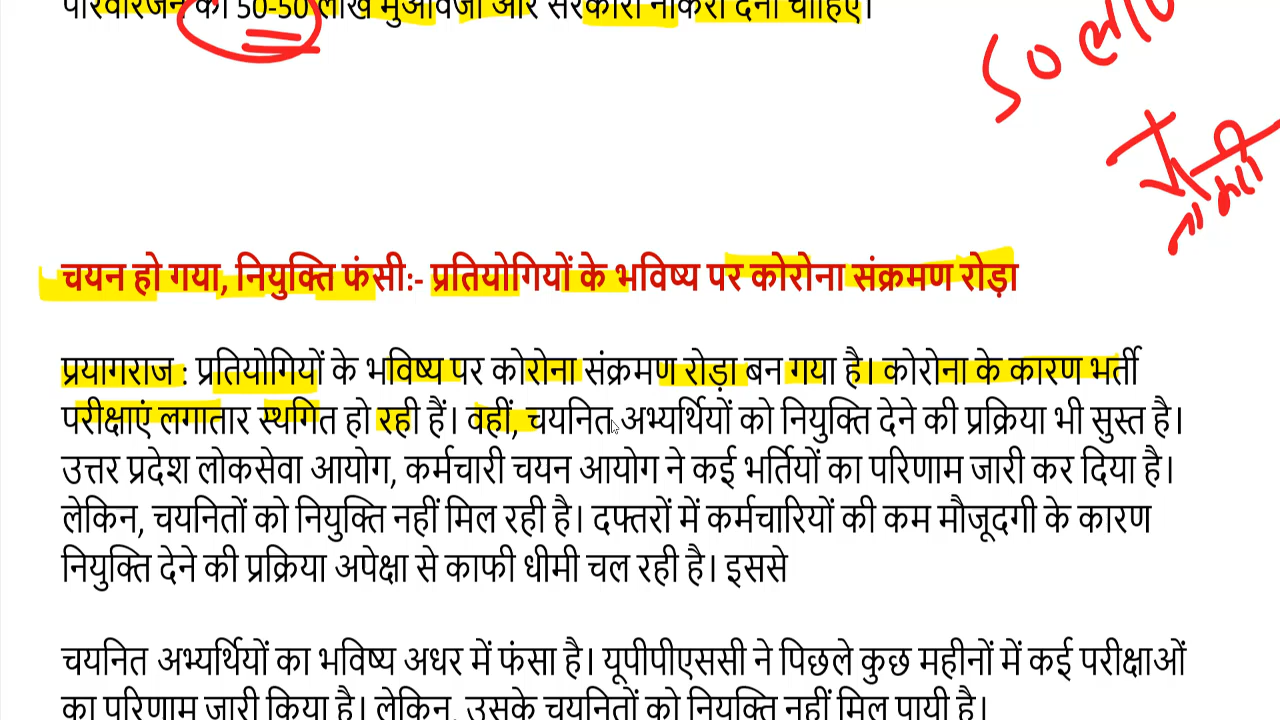 परिवारजन को 50-50 लाख मुआवजा और सरकारी नौकरी देनी चाहिए।
50
चयन हो गया, नियुक्ति फंसी:- प्रतियोगियों के भविष्य पर कोरोना संक्रमण रोड़ा
प्रयागराज : प्रतियोगियों के भविष्य पर कोरोना संक्रमण रोड़ा बन गया है। कोरोना के कारण भर्ती
परीक्षाएं लगातार स्थगित हो रही हैं। वहीं, चयनित अभ्यर्थियों को नियुक्ति देने की प्रक्रिया भी सुस्त है।
उत्तर प्रदेश लोकसेवा आयोग, कर्मचारी चयन आयोग ने कई भर्तियों का परिणाम जारी कर दिया है।
लेकिन, चयनितों को नियुक्ति नहीं मिल रही है। दफ्तरों में कर्मचारियों की कम मौजूदगी के कारण
नियुक्ति देने की प्रक्रिया अपेक्षा से काफी धीमी चल रही है। इससे
चयनित अभ्यर्थियों का भविष्य अधर में फंसा है। यूपीपीएससी ने पिछले कुछ महीनों में कई परीक्षाओं
का परिणाम जारी किया है। लेकिन, उसके चयनितों को नियुक्ति नहीं मिल पायी है।